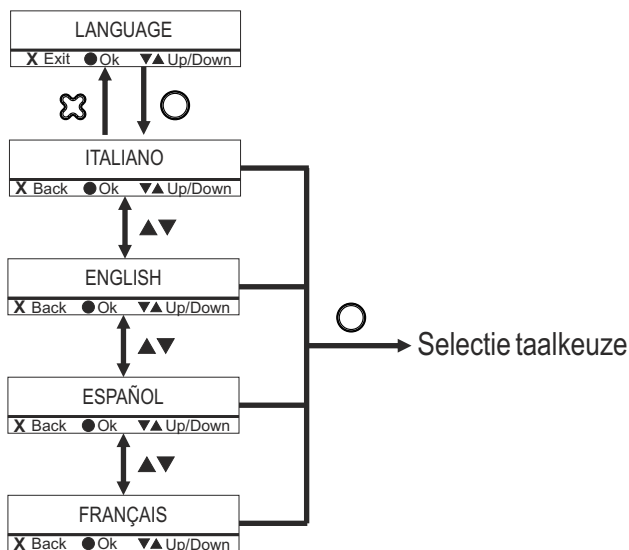 LANGUAGE
X Exit ●Ok ▼▲ Up/Down
ITALIANO
X Back ●Ok ▼▲ Up/Down
▲▼
ENGLISH
X Back ●Ok ▼▲ Up/Down
Selectie taalkeuze
▲▼
ESPAÑOL
X Back ●Ok ▼▲ Up/Down
▲▼
FRANÇAIS
X Back ●Ok ▼▲ Up/Down